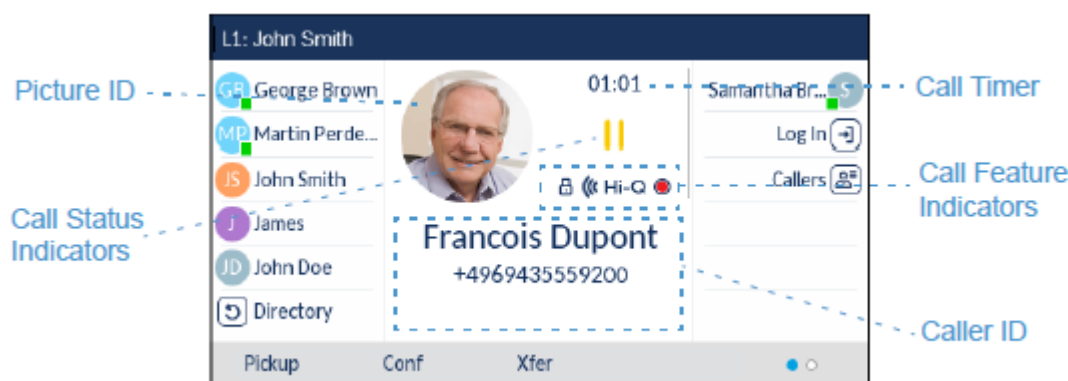 L1: John Smith
Picture ID
GB George Brown
01:01
Samantha Br... S
Call Timer
MP Martin Perde...
Log In
JS John Smith
Hi-Q
Callers
Call Feature
Indicators
Call Status
Indicators
J James
Francois Dupont
JD John Doe
+4969435559200
Directory
Caller ID
Pickup
Conf
Xfer